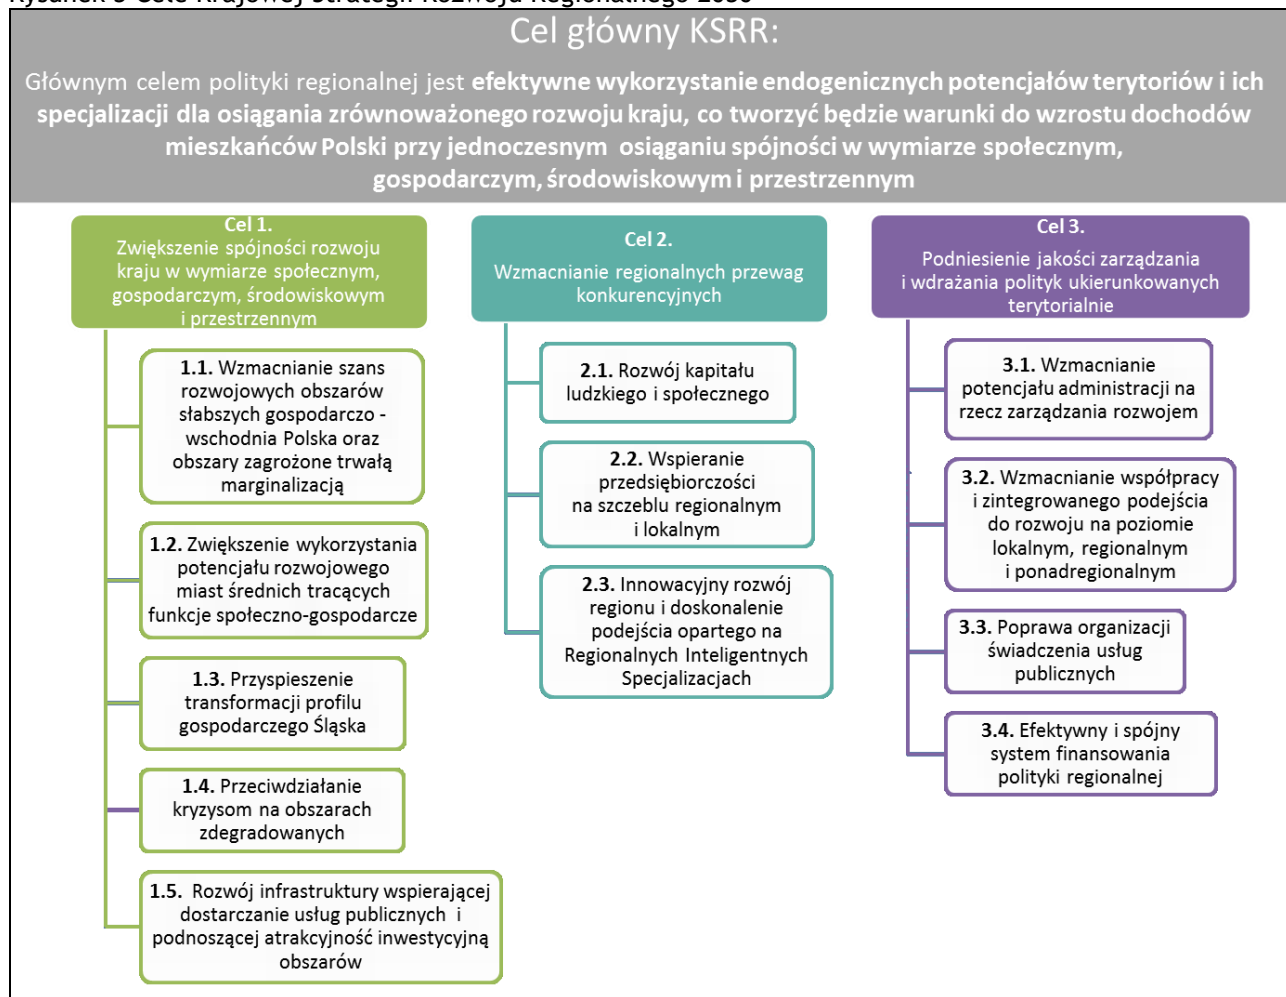 Rysunek 3 Cele Krajowej Strategii Rozwoju Regionalnego 2030
Cel główny KSRR:
Głównym celem polityki regionalnej jest efektywne wykorzystanie endogenicznych potencjałów terytoriów i ich
specjalizacji dla osiągania zrównoważonego rozwoju kraju, co tworzyć będzie warunki do wzrostu dochodów
mieszkańców Polski przy jednoczesnym osiąganiu spójności w wymiarze społecznym,
gospodarczym, środowiskowym i przestrzennym
Cel 1.
Zwiększenie spójności rozwoju
kraju w wymiarze społecznym,
gospodarczym, środowiskowym
i przestrzennym
1.1. Wzmacnianie szans
rozwojowych obszarów
słabszych gospodarczo -
wschodnia Polska oraz
obszary zagrożone trwałą
marginalizacją
1.2. Zwiększenie wykorzystania
potencjału rozwojowego
miast średnich tracących
funkcje społeczno-gospodarcze
1.3. Przyspieszenie
transformacji profilu
gospodarczego Śląska
1.4. Przeciwdziałanie
kryzysom na obszarach
zdegradowanych
1.5. Rozwój infrastruktury wspierającej
dostarczanie usług publicznych i
podnoszącej atrakcyjność inwestycyjną
obszarów
Cel 2.
Wzmacnianie regionalnych przewag
konkurencyjnych
2.1. Rozwój kapitału
ludzkiego i społecznego
2.2. Wspieranie
przedsiębiorczości
na szczeblu regionalnym
i lokalnym
2.3. Innowacyjny rozwój
regionu i doskonalenie
podejścia opartego na
Regionalnych Inteligentnych
Specjalizacjach
Cel 3.
Podniesienie jakości zarządzania
i wdrażania polityk ukierunkowanych
terytorialnie
3.1. Wzmacnianie
potencjału administracji na
rzecz zarządzania rozwojem
3.2. Wzmacnianie współpracy
i zintegrowanego podejścia
do rozwoju na poziomie
lokalnym, regionalnym
i ponadregionalnym
3.3. Poprawa organizacji
świadczenia usług
publicznych
3.4. Efektywny i spójny
system finansowania
polityki regionalnej